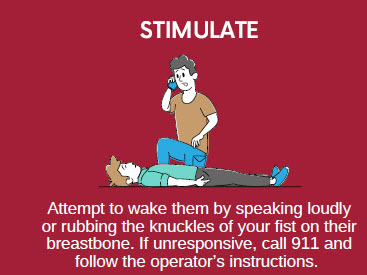 STIMULATE
Attempt to wake them by speaking loudly
or rubbing the knuckles of your fist on their
breastbone. If unresponsive, call 911 and
follow the operator’s instructions.